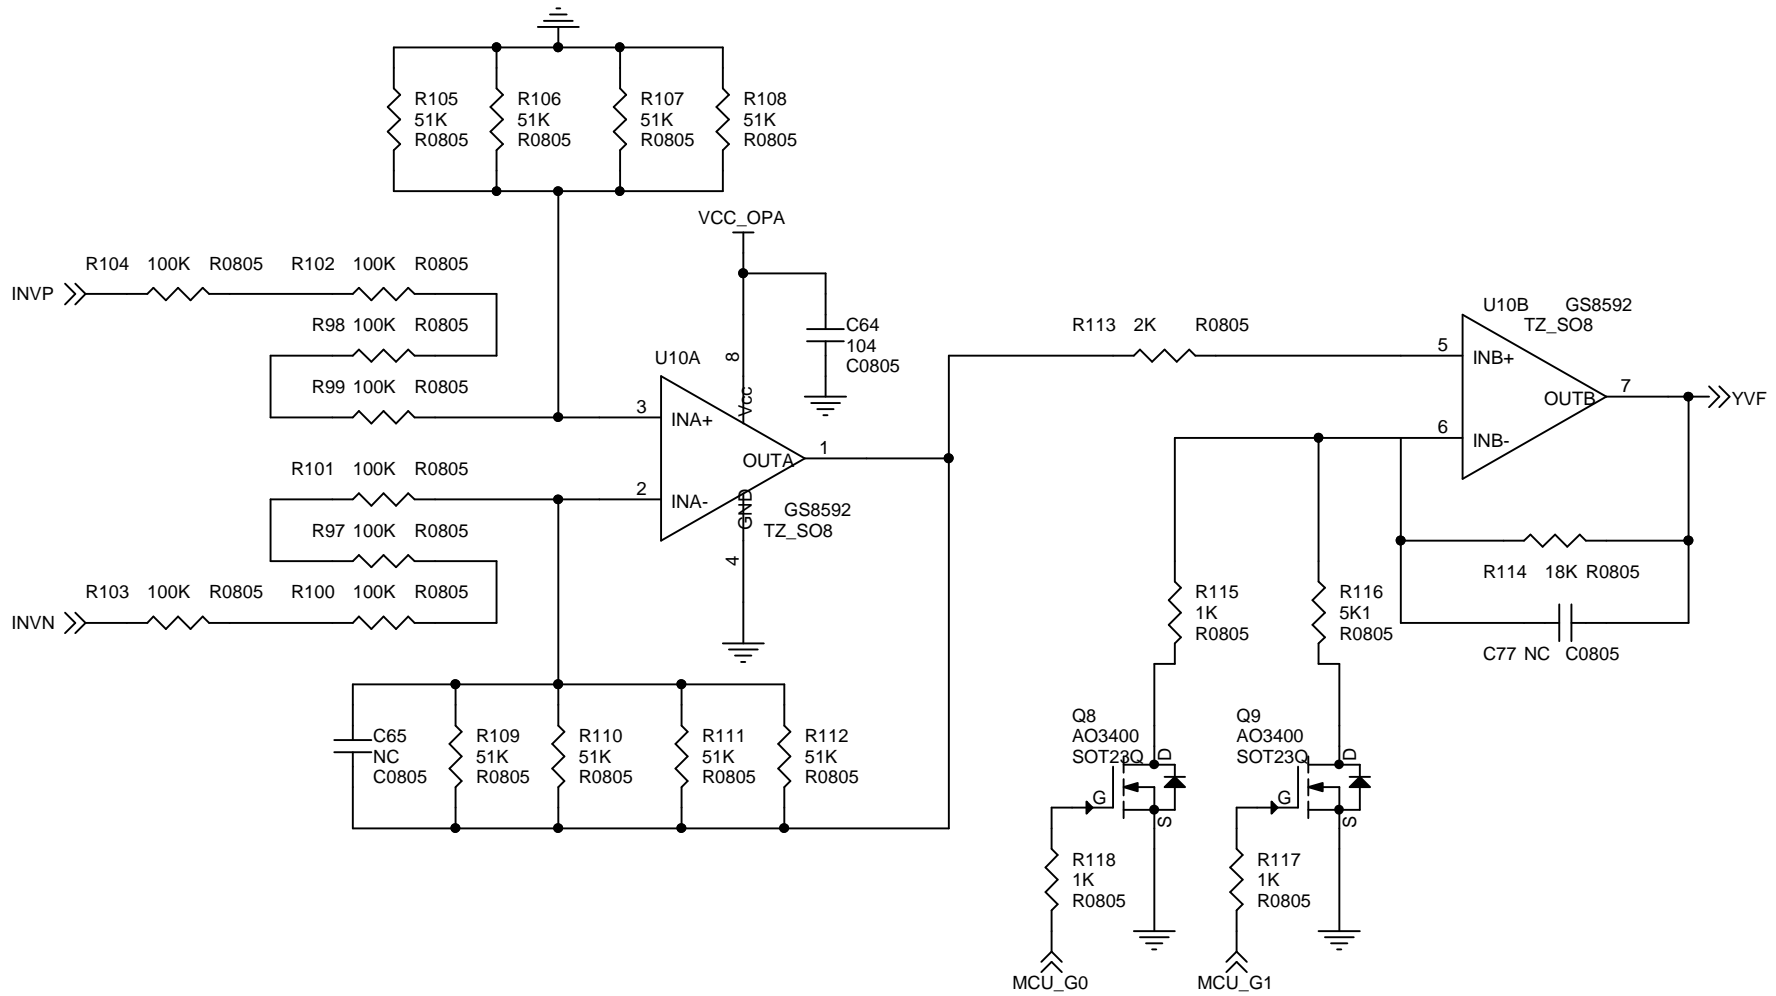 R105
51K
R0805
R106
51K
R0805
R107
51K
R0805
R108
51K
R0805
VCC_OPA
R104 100K R0805 R102 100K R0805
INVP
R98 100K R0805
R99 100K R0805
R101 100K R0805
R97 100K R0805
R103 100K R0805 R100 100K R0805
INVN
C64
104
C0805
U10A
8
Vcc
3
INA+
1
OUTA
2
INA-
GND
4
GS8592
TZ_SO8
C65
NC
C0805
R109
51K
R0805
R110
51K
R0805
R111
51K
R0805
R112
51K
R0805
R113 2K R0805
U10B GS8592
TZ_SO8
5
INB+
7
OUTB
YVF
6
INB-
R114 18K R0805
C77 NC C0805
R115
1K
R0805
R116
5K1
R0805
Q8
AO3400
SOT23Q
D
G
S
Q9
AO3400
SOT23Q
D
G
S
R118
1K
R0805
R117
1K
R0805
MCU_G0
MCU_G1